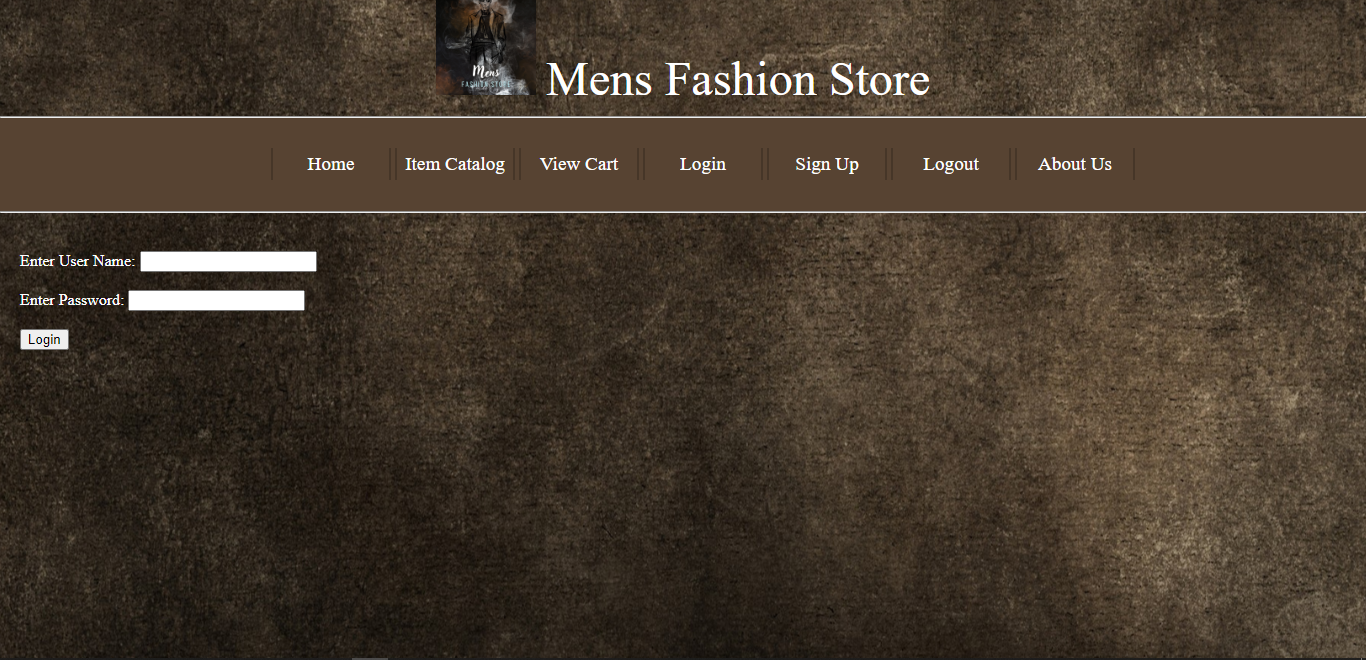 Mens
FASHION STORE
Mens Fashion Store
Home
Item Catalog
View Cart
Login
Sign Up
Logout
About Us
Enter User Name:
Enter Password:
Login